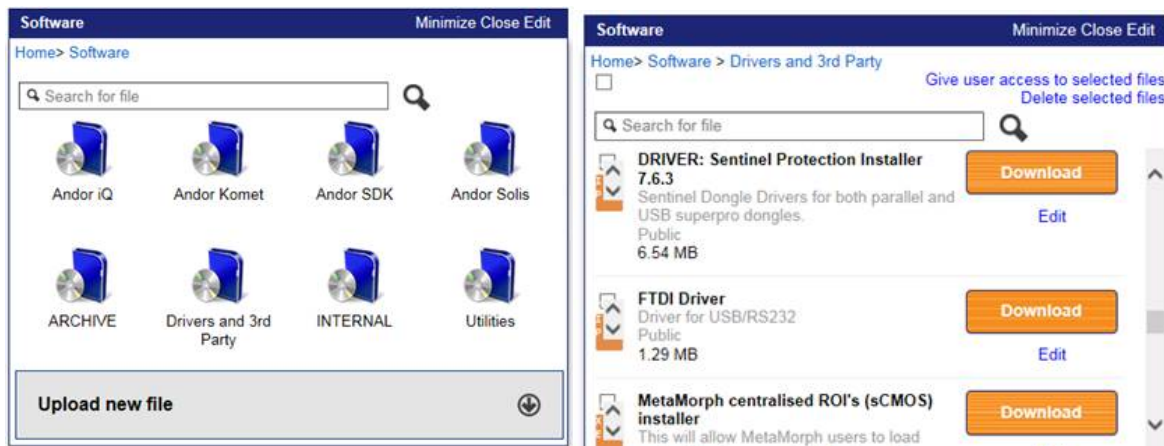 Software
Minimize Close Edit
Home> Software
Search for file
Andor iQ
Andor Komet
Andor SDK
Andor Solis
ARCHIVE
Drivers and 3rd
Party
INTERNAL
Utilities
Upload new file
Software
Minimize Close Edit
Home> Software > Drivers and 3rd Party
Give user access to selected files
Delete selected files
Search for file
DRIVER: Sentinel Protection Installer
7.6.3
Sentinel Dongle Drivers for both parallel and
USB superpro dongles.
Public
6.54 MB
Download
Edit
FTDI Driver
Driver for USB/RS232
Public
1.29 MB
Download
Edit
MetaMorph centralised ROI's (sCMOS)
installer
This will allow MetaMorph users to load
Download